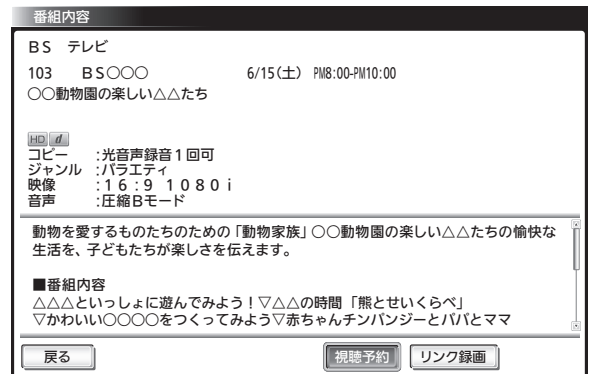 番組内容
BS テレビ
103 BS○○○ 6/15(土) PM8:00-PM10:00
○○動物園の楽しい△△たち
HD d
コピー :光音声録音1回可
ジャンル :バラエティ
映像 :16:9 1080i
音声 :圧縮Bモード
動物を愛するものたちのための「動物家族」○○動物園の楽しい△△たちの愉快な
生活を、子どもたちが楽しさを伝えます。
■番組内容
△△△といっしょに遊んでみよう!▽△△の時間「熊とせいくらべ」
▽かわいい○○○○をつくってみよう▽赤ちゃんチンパンジーとパパとママ
戻る 視聴予約 リンク録画